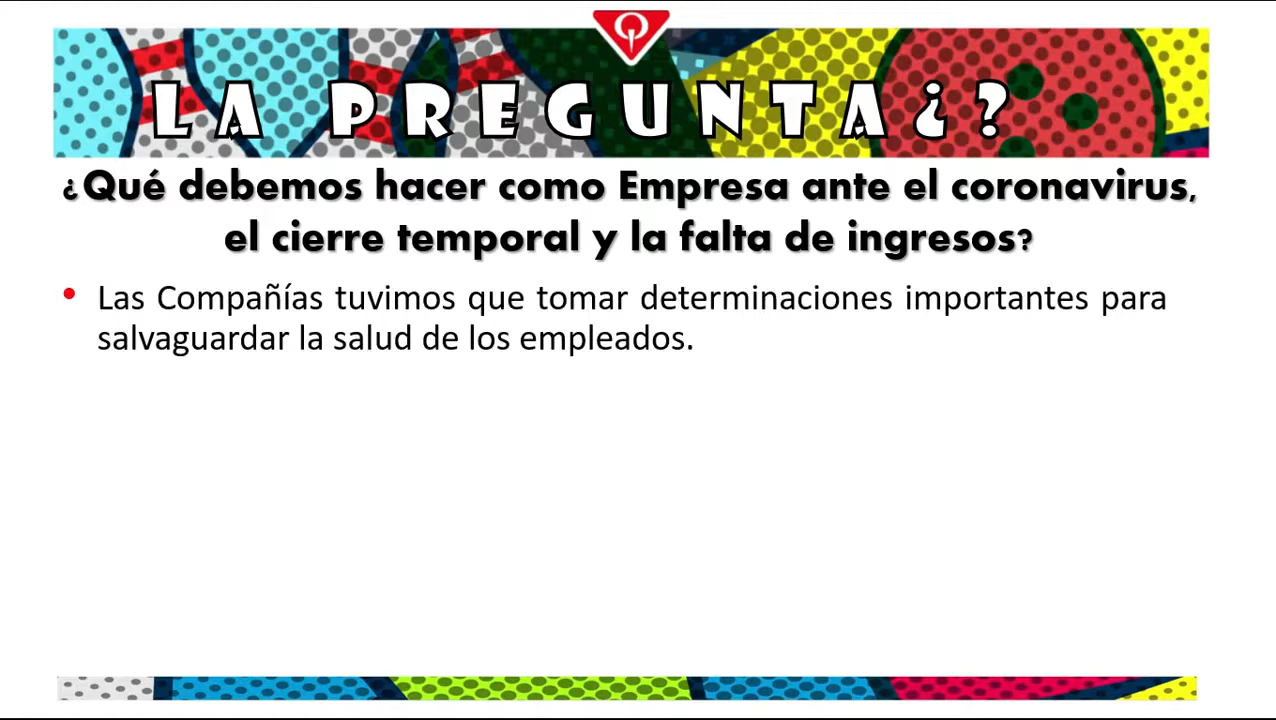 LA PREGUNTA¿?
¿Qué debemos hacer como Empresa ante el coronavirus,
el cierre temporal y la falta de ingresos?
• Las Compañías tuvimos que tomar determinaciones importantes para
salvaguardar la salud de los empleados.